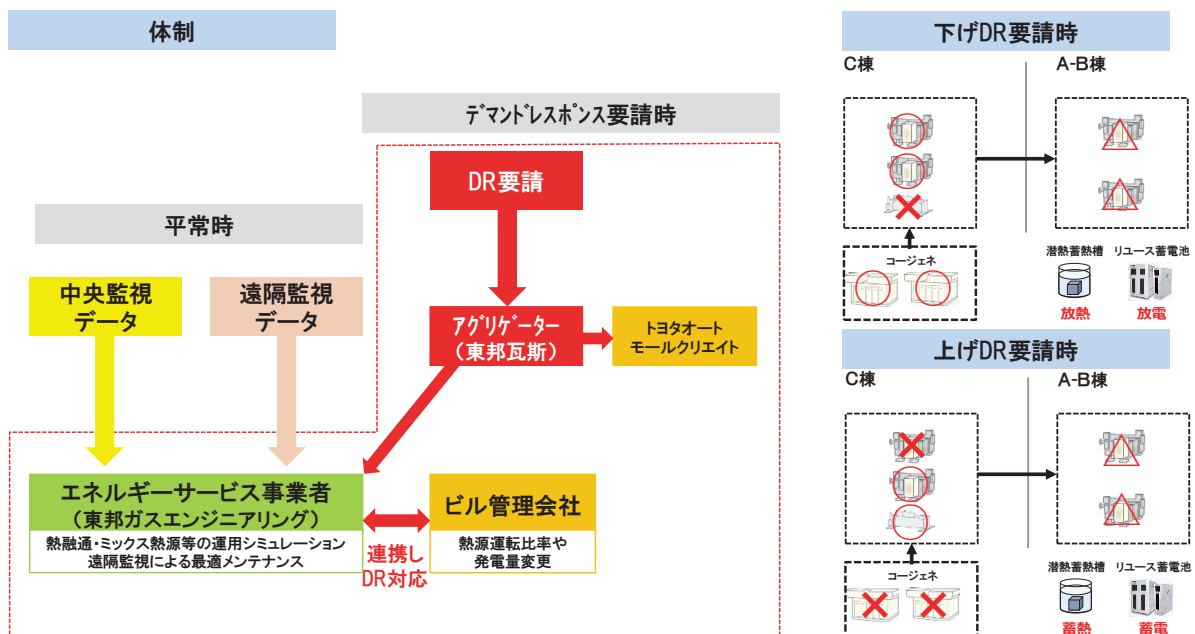 体制
デマンドレスポンス要請時
DR要請
平常時
中央監視
データ
遠隔監視
データ
アグリゲーター
（東邦瓦斯）
トヨタオート
モールクリエイト
エネルギーサービス事業者
（東邦ガスエンジニアリング）
熱融通・ミックス熱源等の運用シミュレーション
遠隔監視による最適メンテナンス
連携し
DR対応
ビル管理会社
熱源運転比率や
発電量変更
下げDR要請時
C棟
A-B棟
コージェネ
潜熱蓄熱槽
リユース蓄電池
放熱
放電
上げDR要請時
C棟
A-B棟
コージェネ
潜熱蓄熱槽
リユース蓄電池
蓄熱
蓄電